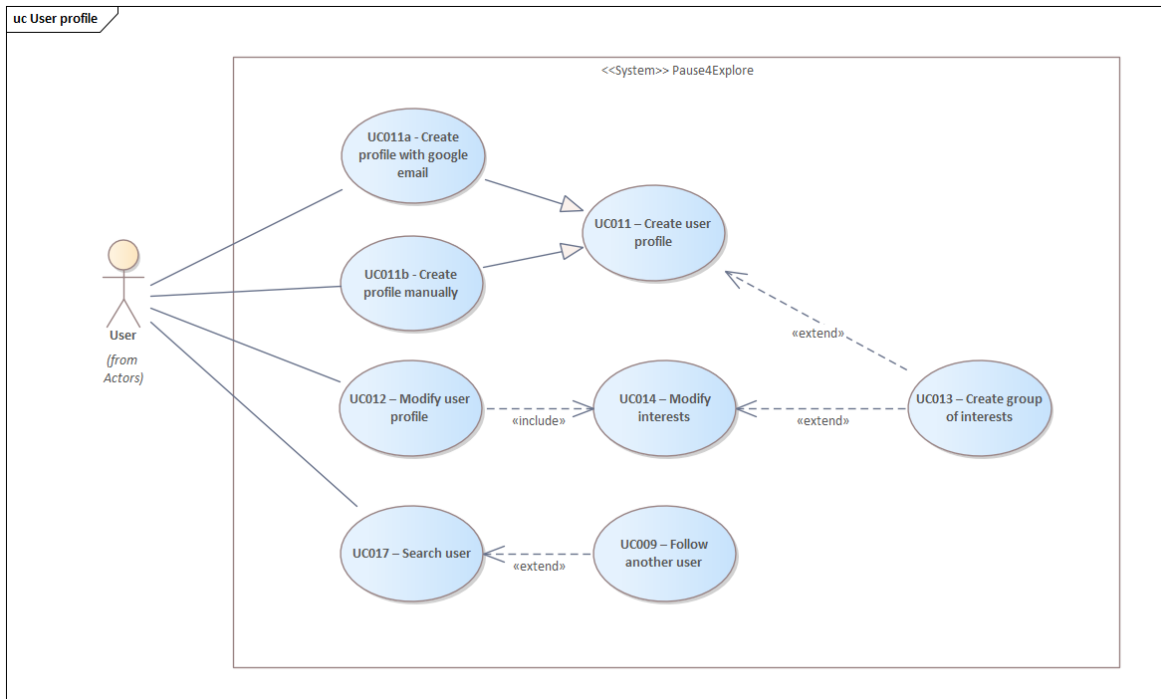 uc User profile
<<System>> Pause4Explore
UC011a - Create
profile with google
email
UC011 – Create user
profile
UC011b - Create
profile manually
User
(from
Actors)
«extend»
UC012 – Modify user
profile
«include»
UC014 – Modify
interests
«extend»
UC013 – Create group
of interests
UC017 – Search user
«extend»
UC009 – Follow
another user